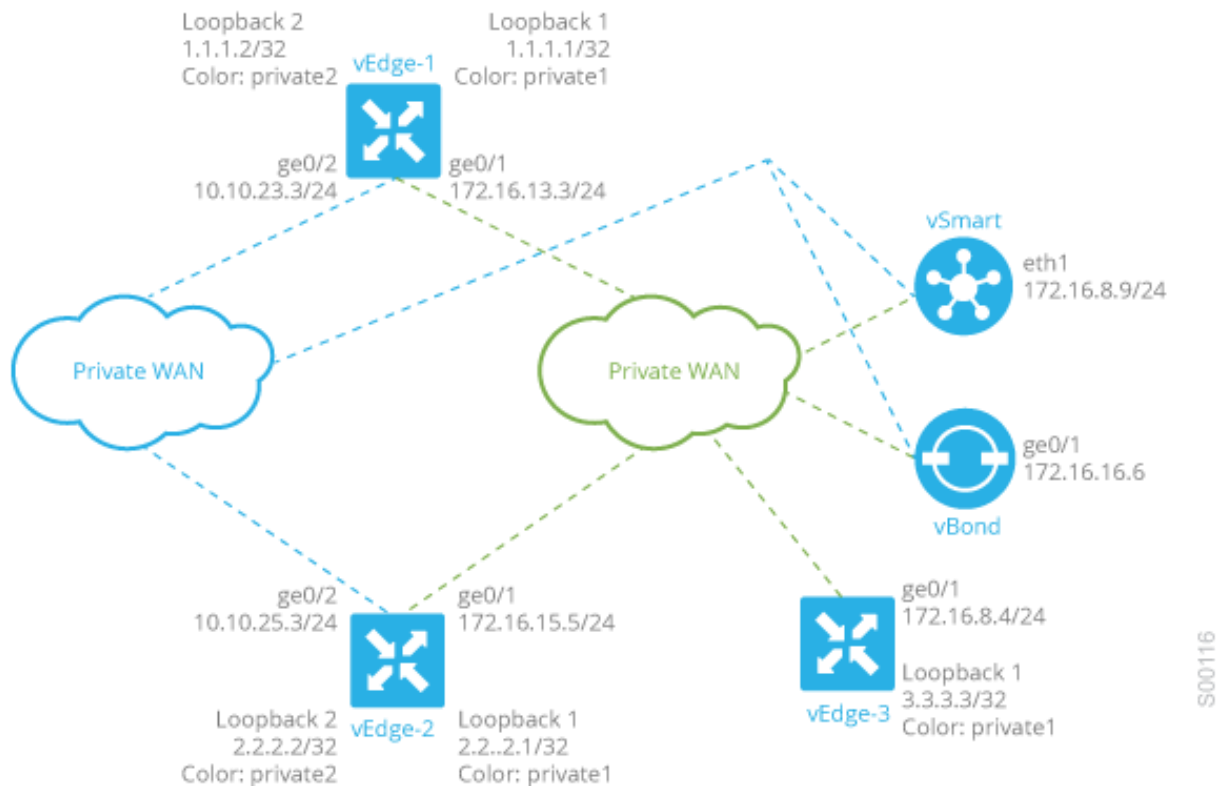 Loopback 2
1.1.1.2/32
Color: private2
Loopback 1
1.1.1.1/32
Color: private1
vEdge-1
ge0/2
10.10.23.3/24
ge0/1
172.16.13.3/24
vSmart
eth1
172.16.8.9/24
Private WAN
Private WAN
ge0/1
172.16.16.6
vBond
ge0/2
10.10.25.3/24
ge0/1
172.16.15.5/24
ge0/1
172.16.8.4/24
Loopback 2
2.2.2.2/32
Color: private2
vEdge-2
Loopback 1
2.2..2.1/32
Color: private1
vEdge-3
Loopback 1
3.3.3.3/32
Color: private1
S00116